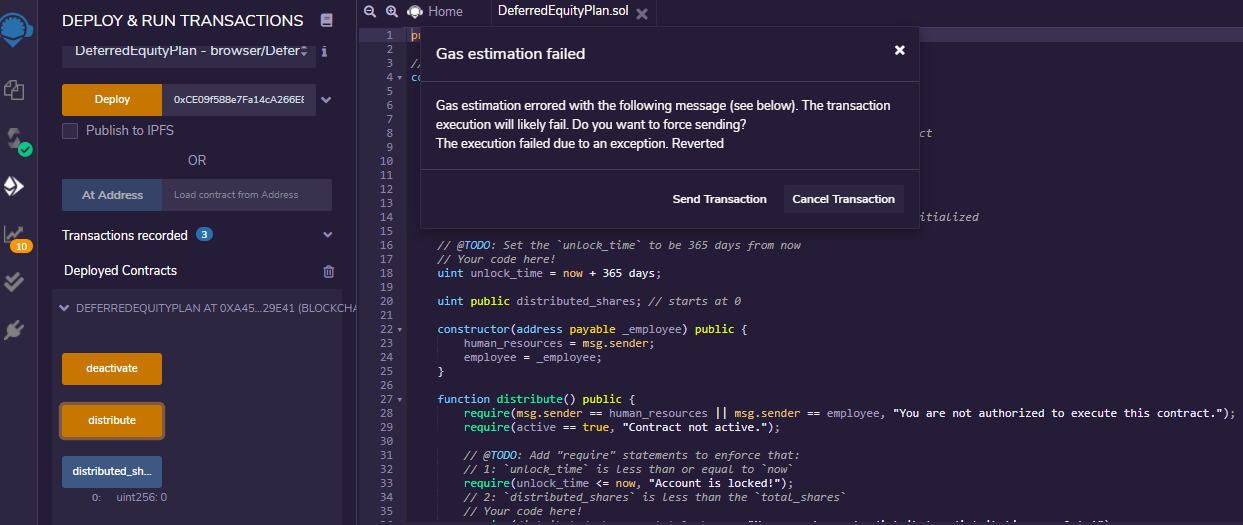 DEPLOY & RUN TRANSACTIONS
DeferredEquityPlan - browser/Defer
Deploy
0xCE09f588e7Fa14cA266E8
Publish to IPFS
OR
At Address
Load contract from Address
Transactions recorded
3
Deployed Contracts
DEFERREDEQUITYPLAN AT 0XA45...29E41 (BLOCKCHA
deactivate
distribute
distributed_sh...
0: uint256: 0
10
Home
DeferredEquityPlan.sol
Gas estimation failed
Gas estimation errored with the following message (see below). The transaction
execution will likely fail. Do you want to force sending?
The execution failed due to an exception. Reverted
Send Transaction
Cancel Transaction
1
2
3 //
4 co
5
6
7
8 ct
9
10
11
12
13
14 itialized
15
16 // @TODO: Set the `unlock_time` to be 365 days from now
17 // Your code here!
18 uint unlock_time = now + 365 days;
19
20 uint public distributed_shares; // starts at 0
21
22 constructor(address payable _employee) public {
23 human_resources = msg.sender;
24 employee = _employee;
25 }
26
27 function distribute() public {
28 require(msg.sender == human_resources || msg.sender == employee, "You are not authorized to execute this contract.");
29 require(active == true, "Contract not active.");
30
31 // @TODO: Add "require" statements to enforce that:
32 // 1: `unlock_time` is less than or equal to `now`
33 require(unlock_time <= now, "Account is locked!");
34 // 2: `distributed_shares` is less than the `total_shares`
35 // Your code here!